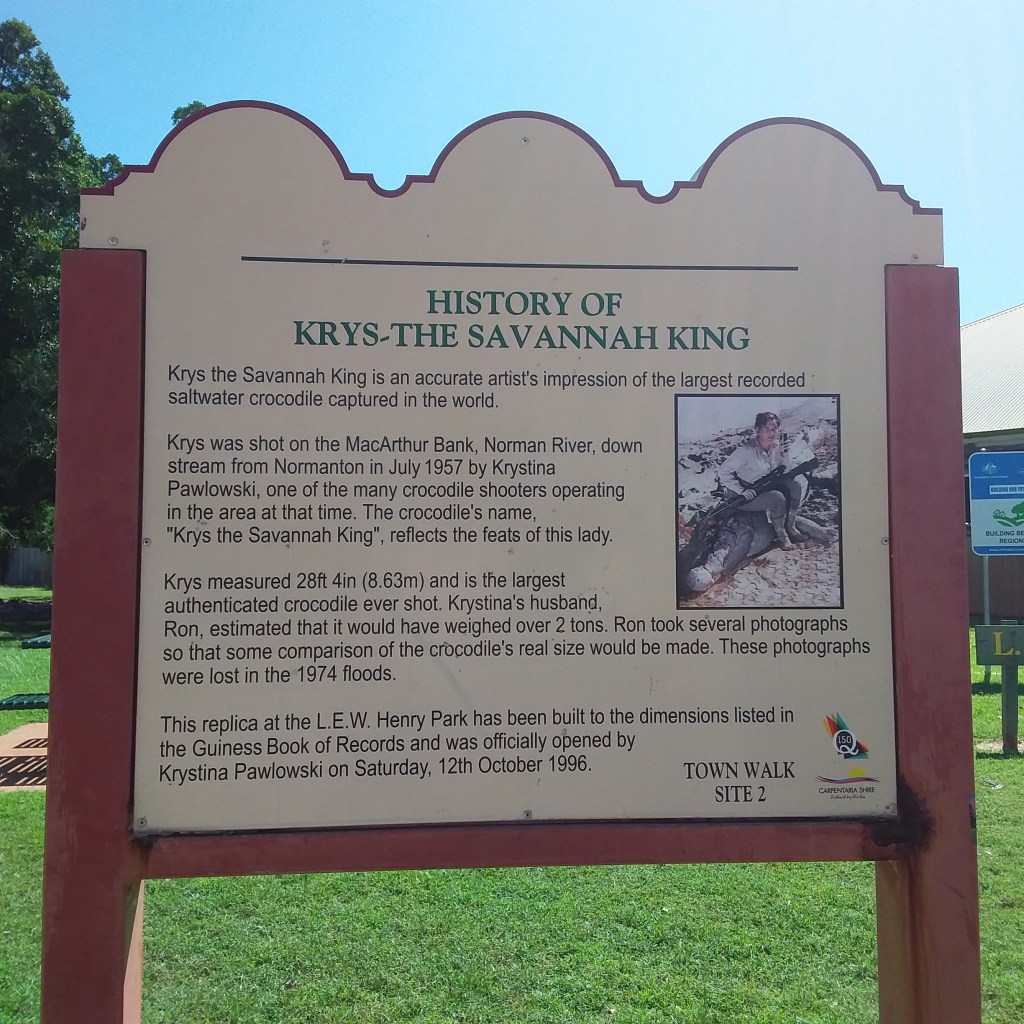 HISTORY OF
KRYS-THE SAVANNAH KING
Krys the Savannah King is an accurate artist's impression of the largest recorded
saltwater crocodile captured in the world.
Krys was shot on the MacArthur Bank, Norman River, down
stream from Normanton in July 1957 by Krystina
Pawlowski, one of the many crocodile shooters operating
in the area at that time. The crocodile's name,
"Krys the Savannah King", reflects the feats of this lady.
Krys measured 28ft 4in (8.63m) and is the largest
authenticated crocodile ever shot. Krystina's husband,
Ron, estimated that it would have weighed over 2 tons. Ron took several photographs
so that some comparison of the crocodile's real size would be made. These photographs
were lost in the 1974 floods.
This replica at the L.E.W. Henry Park has been built to the dimensions listed in
the Guiness Book of Records and was officially opened by
Krystina Pawlowski on Saturday, 12th October 1996.
TOWN WALK
SITE 2
150
CARPENTARIA SHIRE
Outback by the Sea
BUILDING BE
REGION
L.